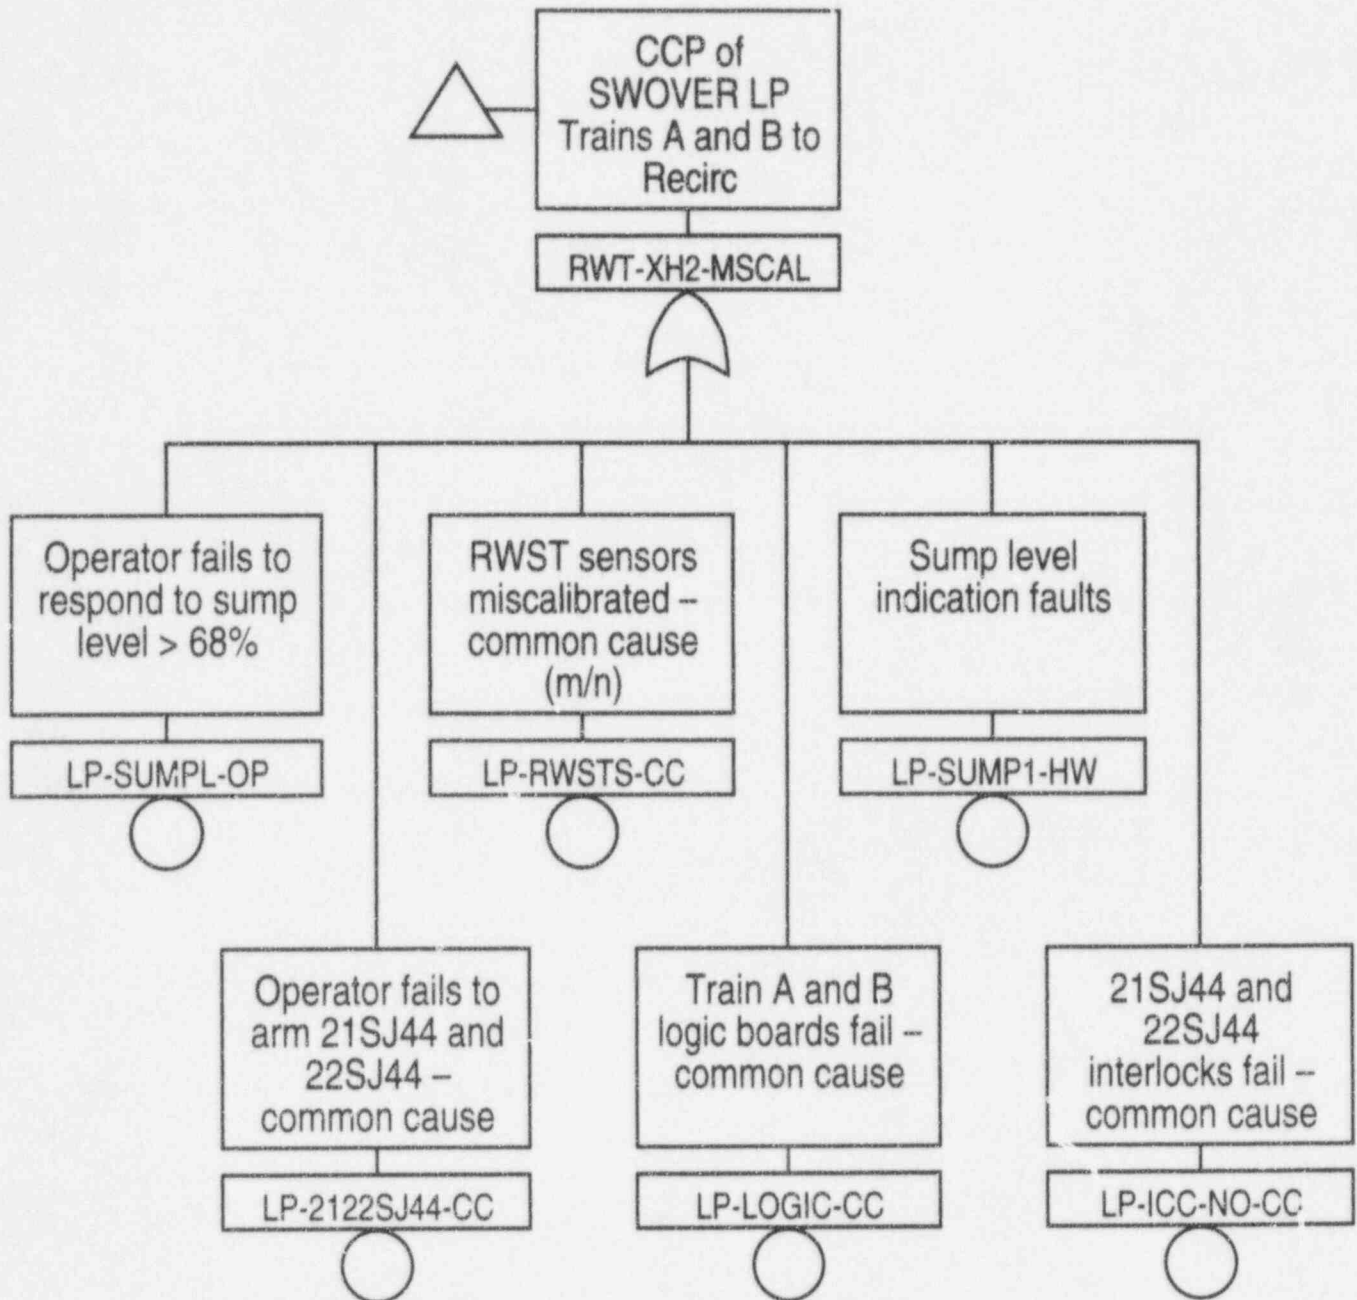 CCP of
SWOVER LP
Trains A and B to
Recirc
RWT-XH2-MSCAL
Operator fails to
respond to sump
level > 68%
LP-SUMPL-OP
RWST sensors
miscalibrated –
common cause
(m/n)
LP-RWSTS-CC
Sump level
indication faults
LP-SUMP1-HW
Operator fails to
arm 21SJ44 and
22SJ44 –
common cause
LP-2122SJ44-CC
Train A and B
logic boards fail –
common cause
LP-LOGIC-CC
21SJ44 and
22SJ44
interlocks fail –
common cause
LP-ICC-NO-CC